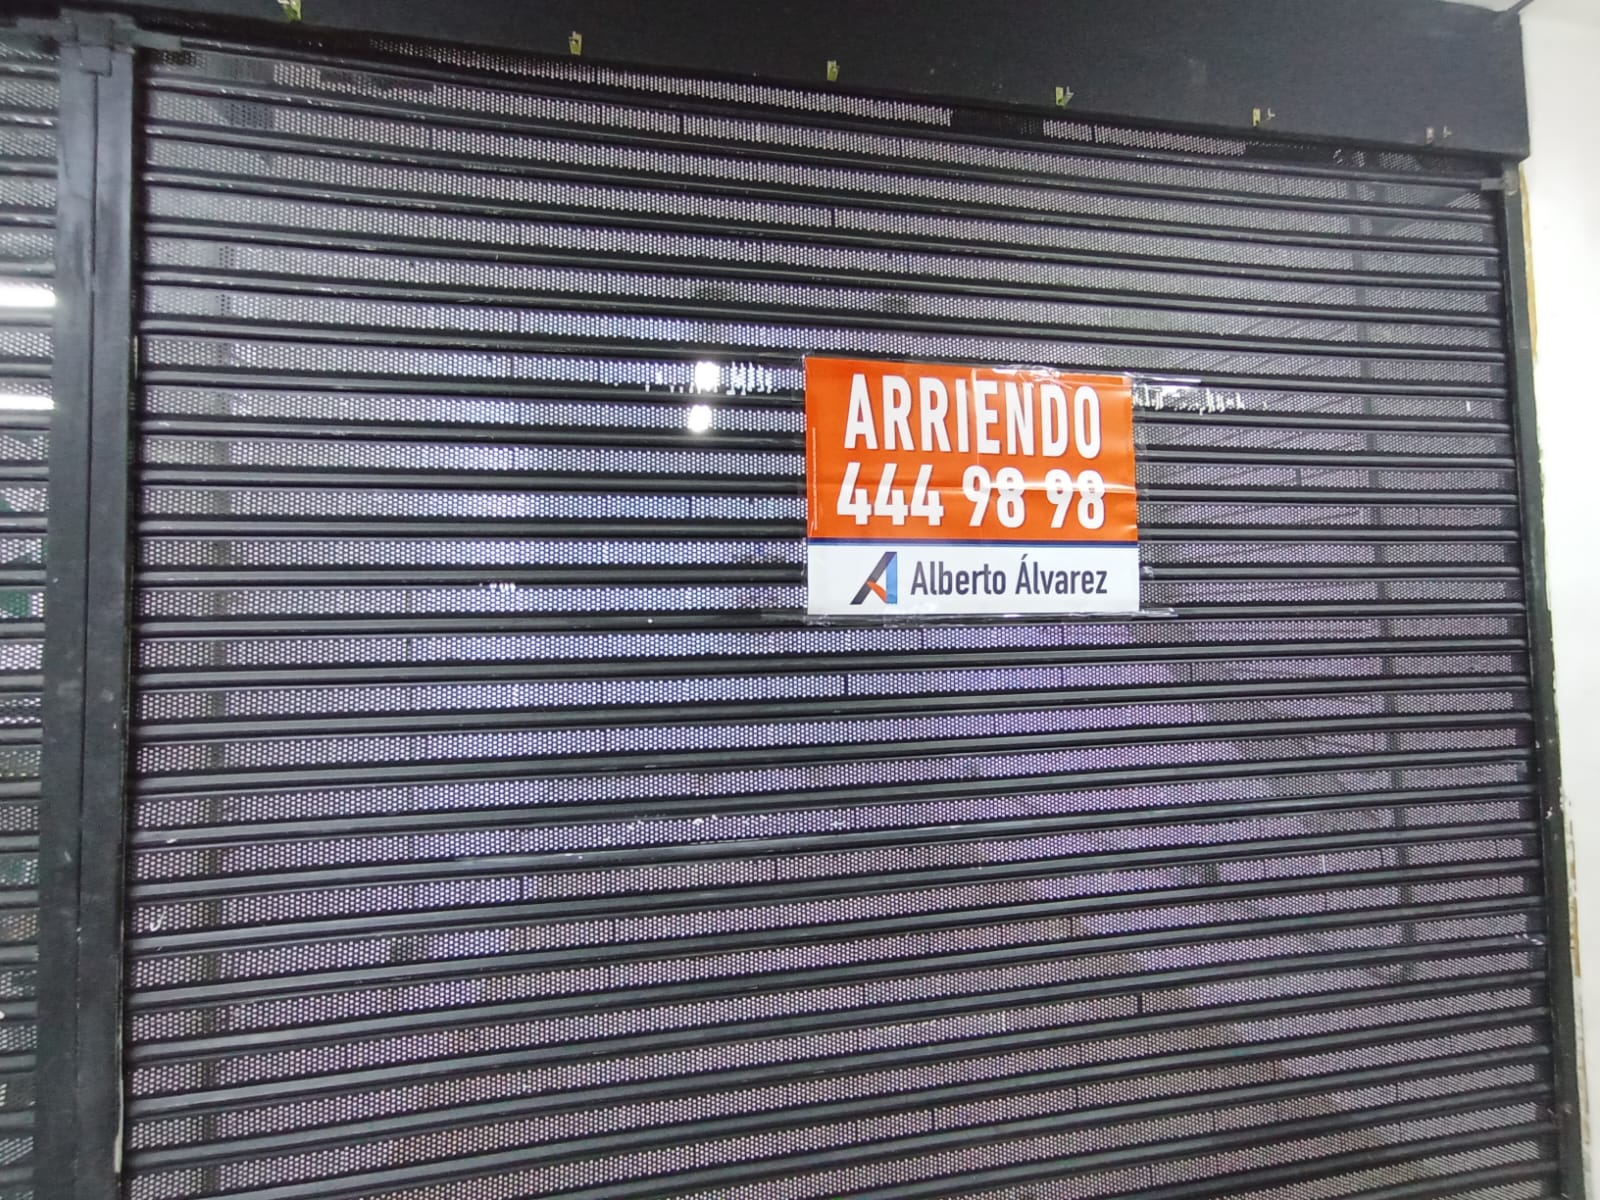 ARRIENDO
444 98 98
Alberto Álvarez